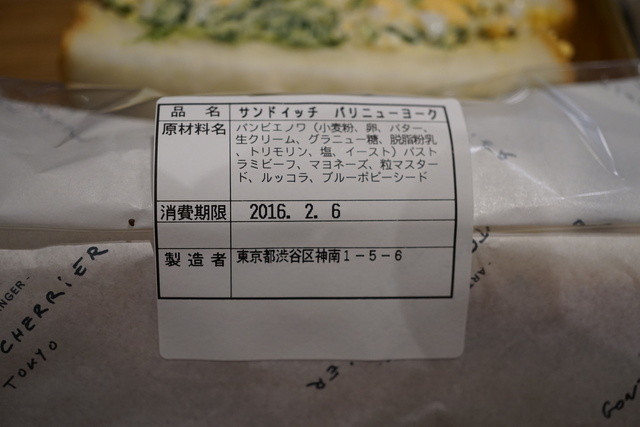 品 名 サンドイッチ パリニューヨーク
原材料名 パンビエノワ（小麦粉、卵、バター、
生クリーム、グラニュー糖、脱脂粉乳
、トリモリン、塩、イースト）パスト
ラミビーフ、マヨネーズ、粒マスター
ド、ルッコラ、ブルーポピーシード
消費期限 2016. 2. 6
製造者 東京都渋谷区神南1-5-6
CHERRIER
TOKYO